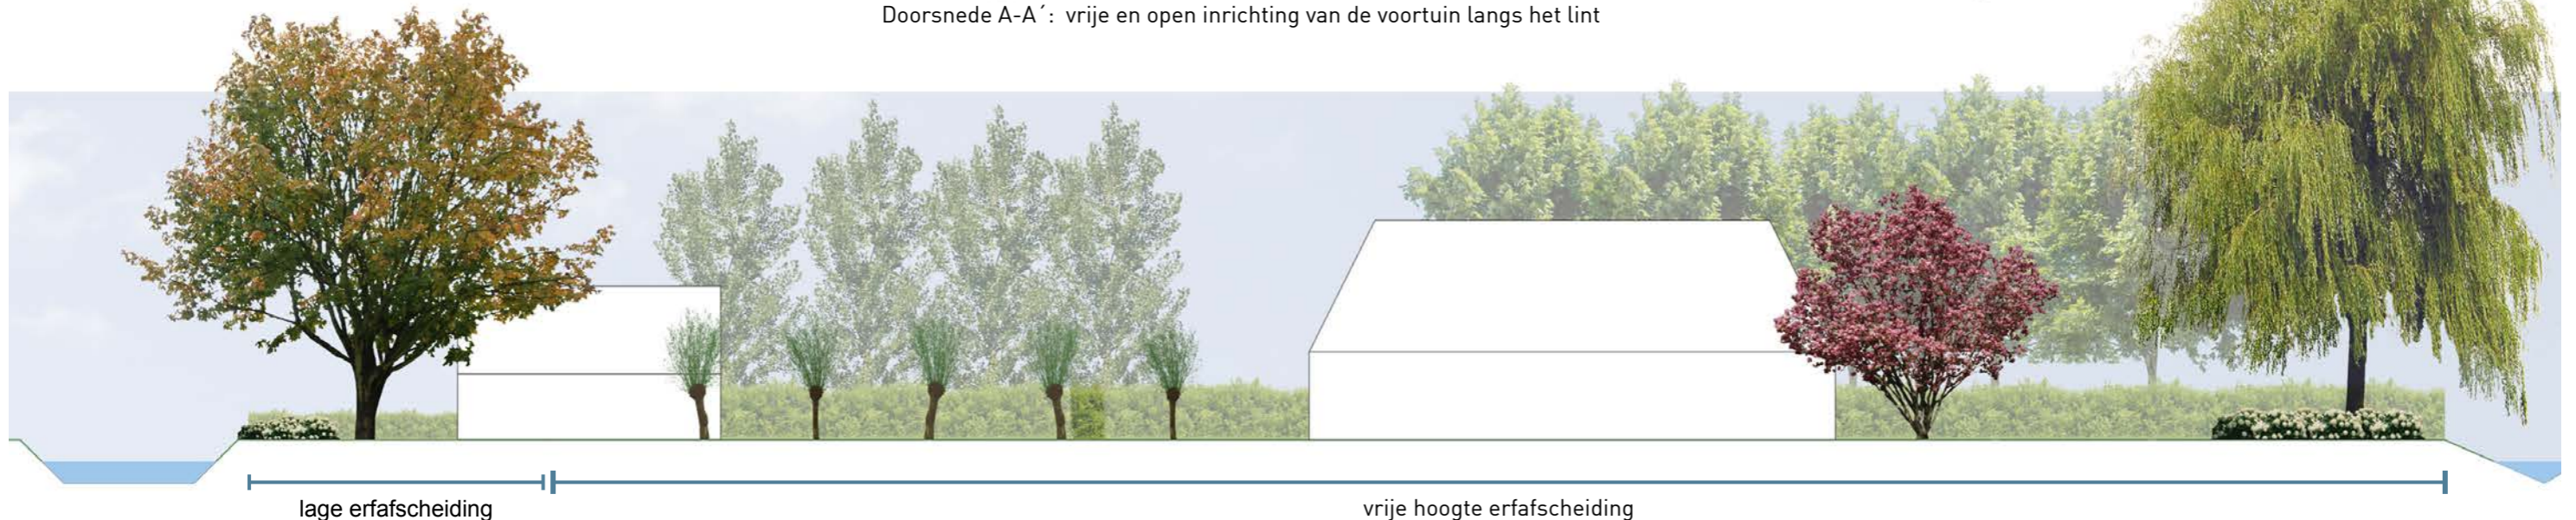 Doorsnede A-A´: vrije en open inrichting van de voortuin langs het lint
lage erfafscheiding
vrije hoogte erfafscheiding